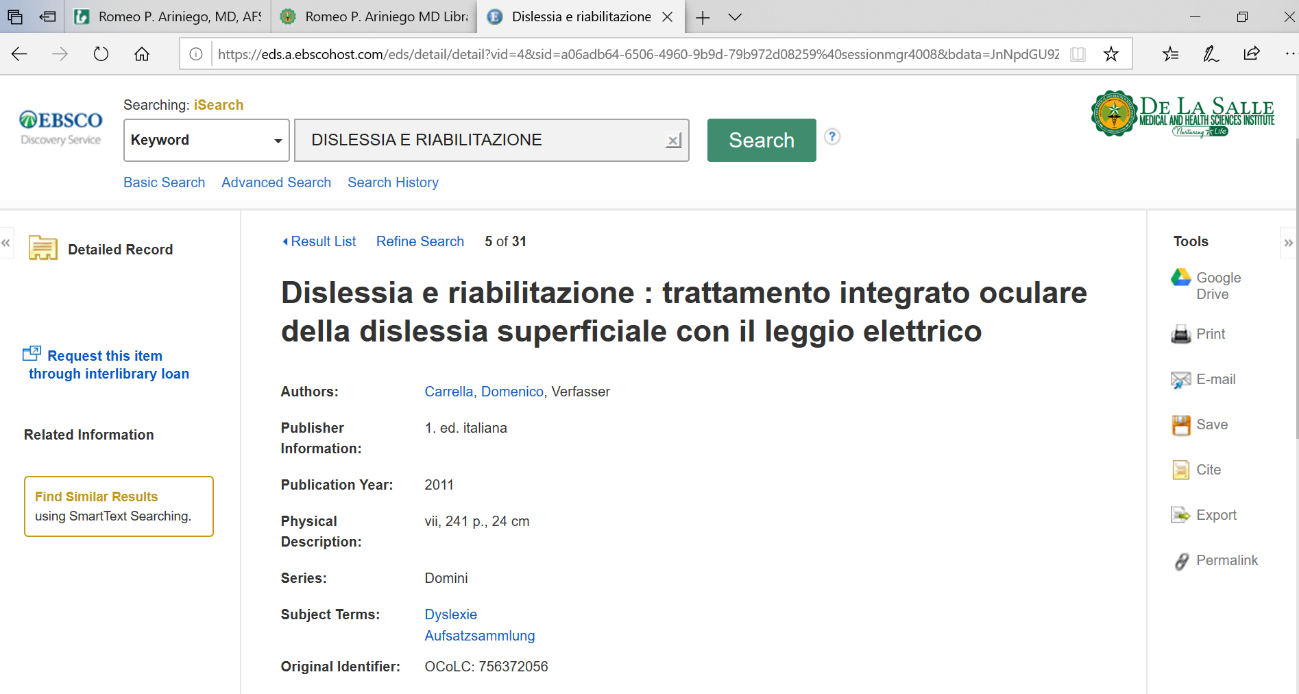 Romeo P. Ariniego, MD, AFS
Romeo P. Ariniego MD Libra
Dislessia e riabilitazione
https://eds.a.ebscohost.com/eds/detail/detail?vid=4&sid=a06adb64-6506-4960-9b9d-79b972d08259%40sessionmgr4008&bdata=JnNpdGU9Z
Searching: iSearch
EBSCO
Discovery Service
Keyword
DISLESSIA E RIABILITAZIONE
Search
?
DE LA SALLE
MEDICAL AND HEALTH SCIENCES INSTITUTE
Nurturing Life
Basic Search Advanced Search Search History
Detailed Record
Request this item
through interlibrary loan
Related Information
Find Similar Results
using SmartText Searching.
Result List Refine Search 5 of 31
Dislessia e riabilitazione : trattamento integrato oculare
della dislessia superficiale con il leggio elettrico
Authors: Carrella, Domenico, Verfasser
Publisher 1. ed. italiana
Information:
Publication Year: 2011
Physical vii, 241 p., 24 cm
Description:
Series: Domini
Subject Terms: Dyslexie
Aufsatzsammlung
Original Identifier: OCoLC: 756372056
Tools
Google
Drive
Print
E-mail
Save
Cite
Export
Permalink